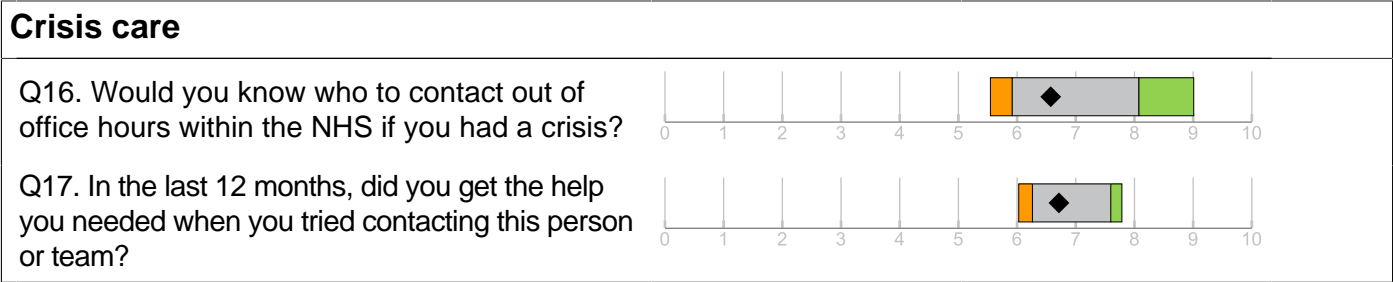 Crisis care
Q16. Would you know who to contact out of
office hours within the NHS if you had a crisis?
0 1 2 3 4 5 6 7 8 9 10
Q17. In the last 12 months, did you get the help
you needed when you tried contacting this person
or team?
0 1 2 3 4 5 6 7 8 9 10